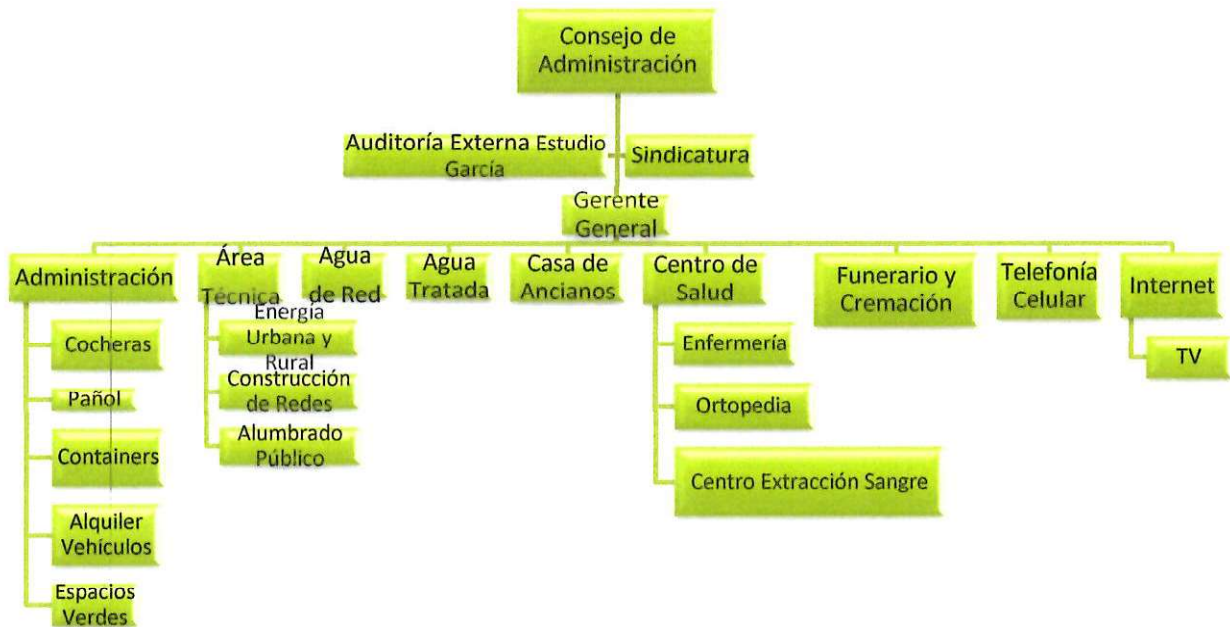 Consejo de
Administración
Auditoría Externa Estudio
García
Sindicatura
Gerente
General
Administración
Área
Técnica
Agua
de Red
Agua
Tratada
Casa de
Ancianos
Centro de
Salud
Funerario y
Cremación
Telefonía
Celular
Internet
Cocheras
Pañol
Containers
Alquiler
Vehículos
Espacios
Verdes
Energía
Urbana y
Rural
Construcción
de Redes
Alumbrado
Público
Enfermería
Ortopedia
Centro Extracción Sangre
TV